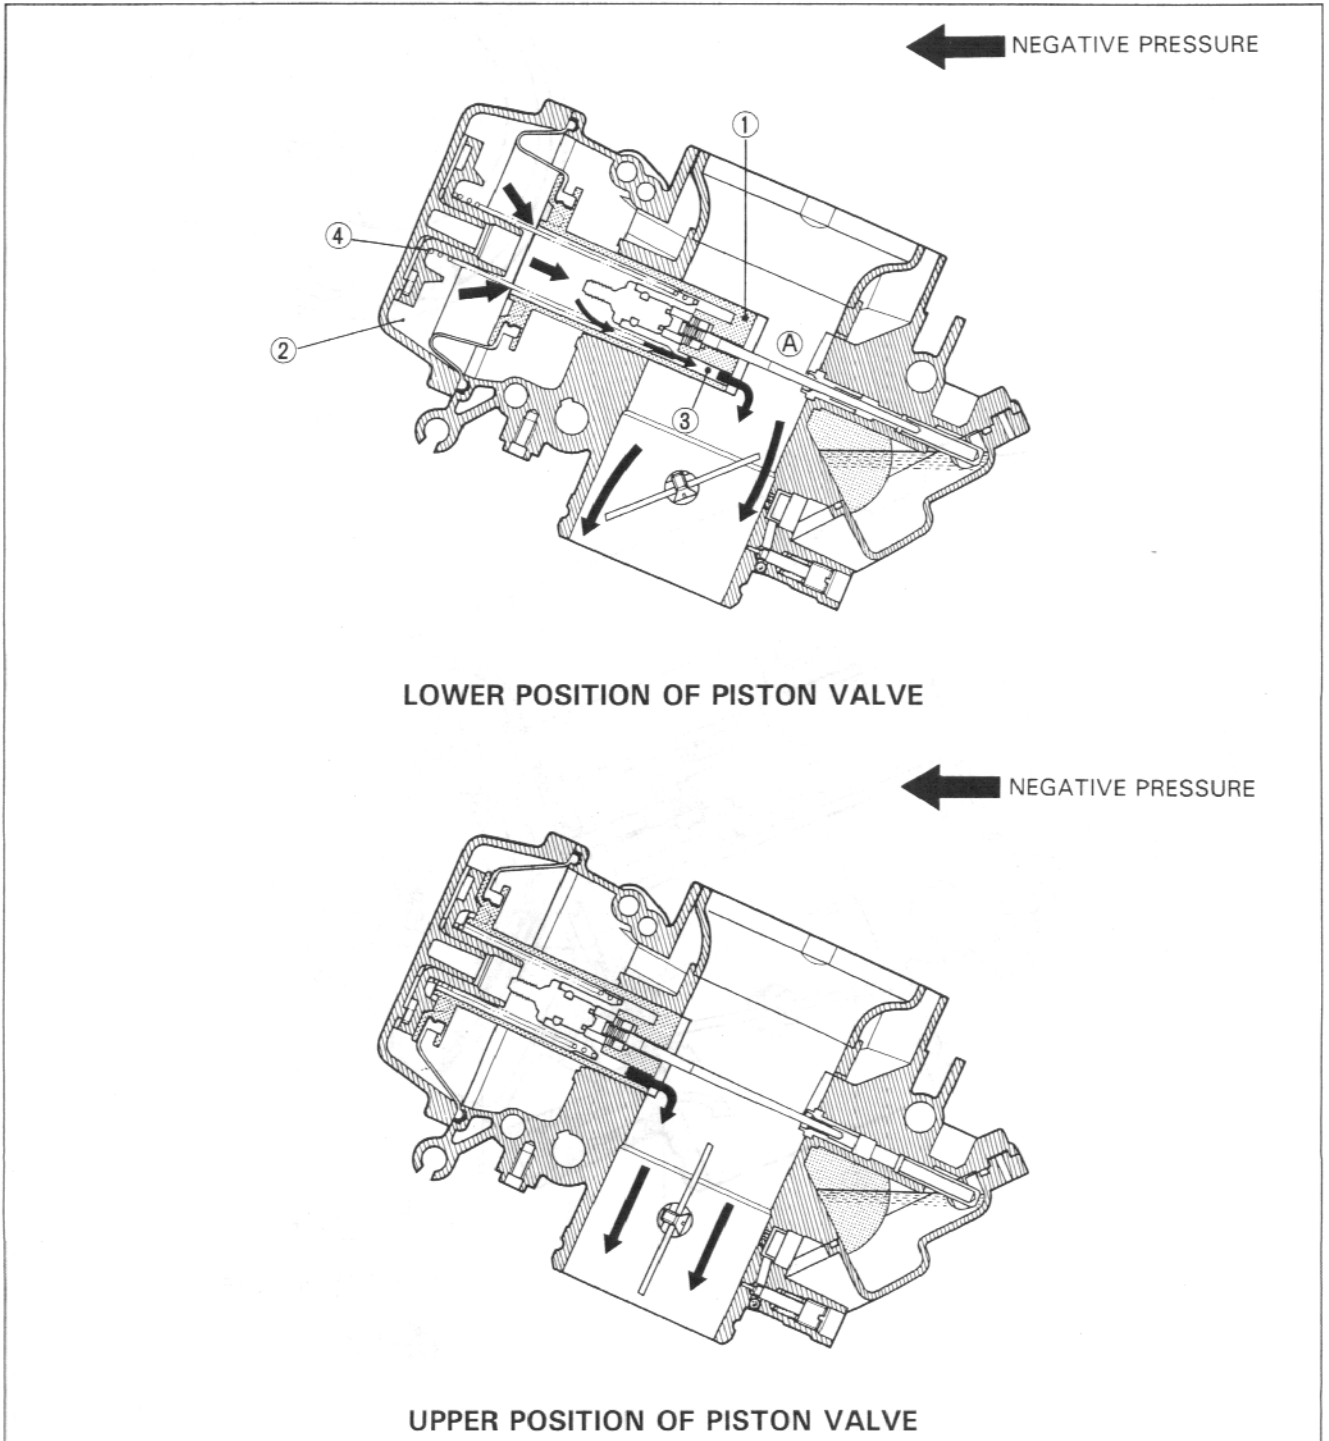 NEGATIVE PRESSURE
①
④
Ⓐ
②
③
LOWER POSITION OF PISTON VALVE
NEGATIVE PRESSURE
UPPER POSITION OF PISTON VALVE